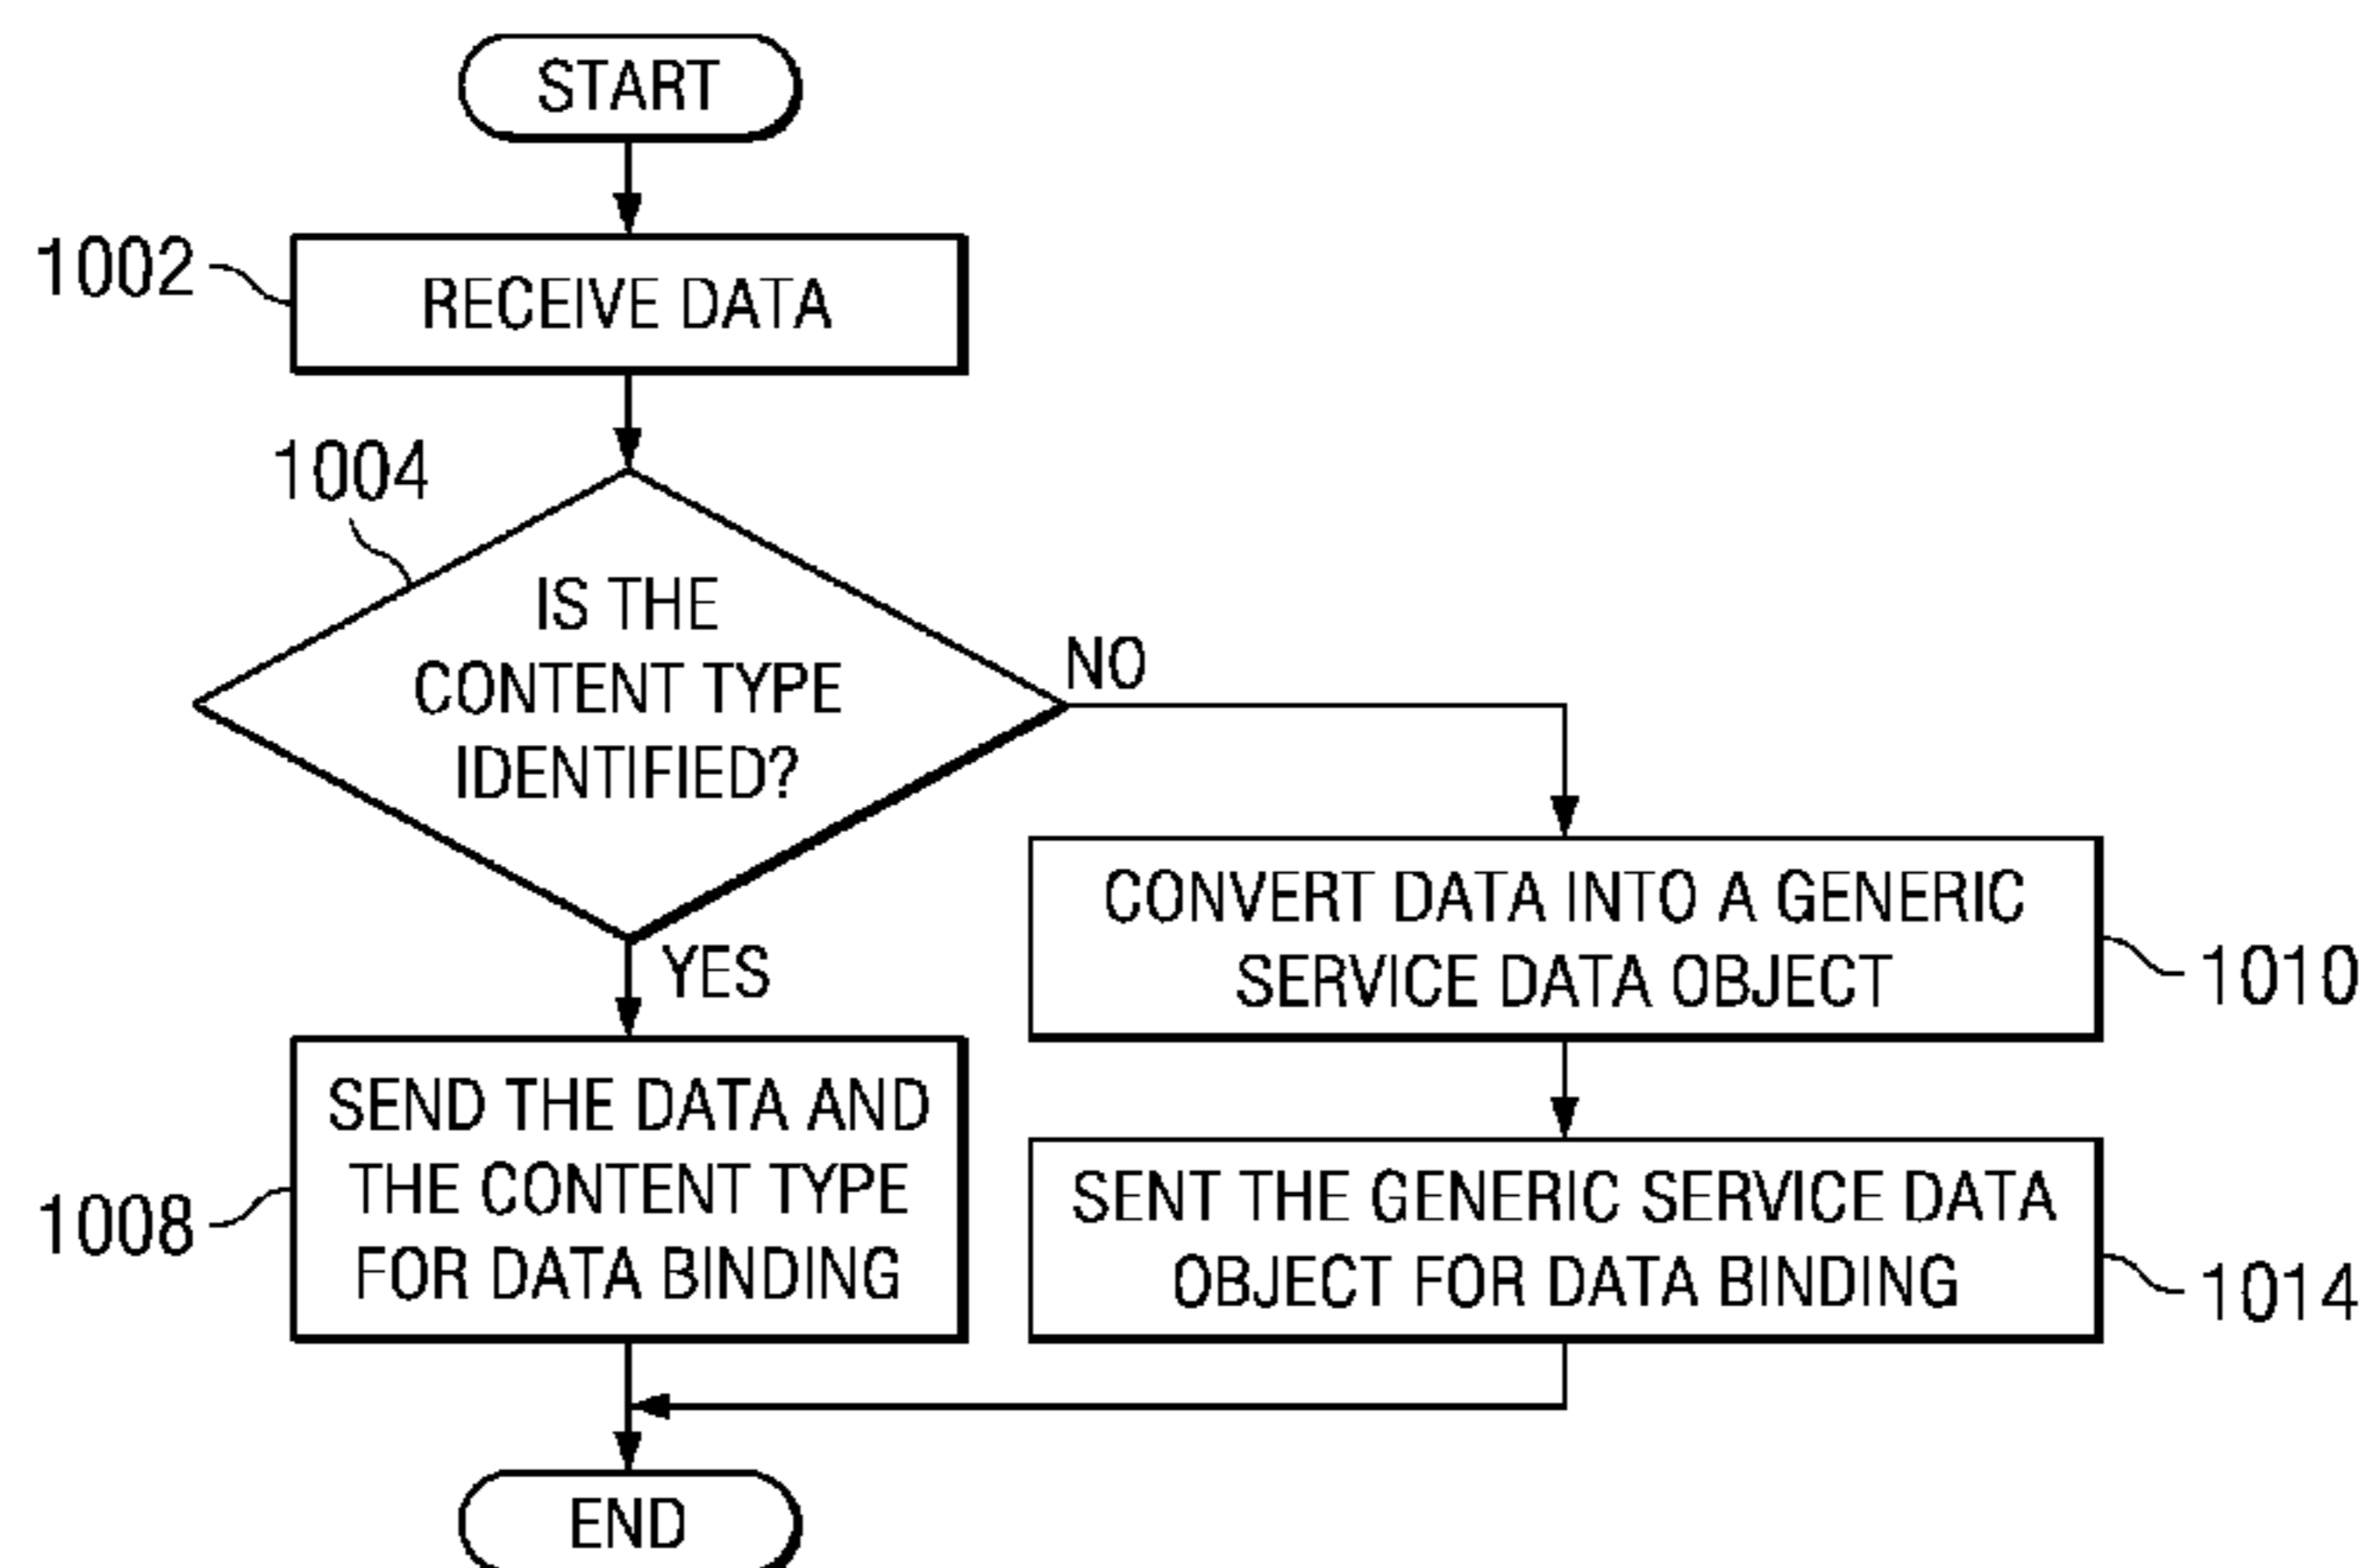 START
1002
RECEIVE DATA
1004
IS THE
CONTENT TYPE
IDENTIFIED?
NO
YES
CONVERT DATA INTO A GENERIC
SERVICE DATA OBJECT
1010
SEND THE DATA AND
THE CONTENT TYPE
FOR DATA BINDING
1008
SENT THE GENERIC SERVICE DATA
OBJECT FOR DATA BINDING
1014
END